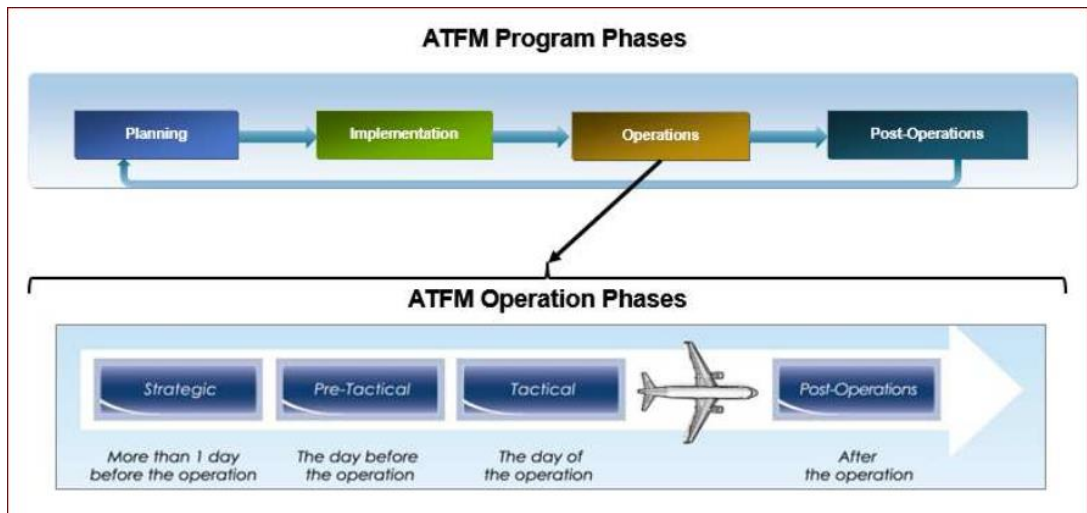 ATFM Program Phases
Planning
Implementation
Operations
Post-Operations
ATFM Operation Phases
Strategic
Pre-Tactical
Tactical
Post-Operations
More than 1 day
before the operation
The day before
the operation
The day of
the operation
After
the operation